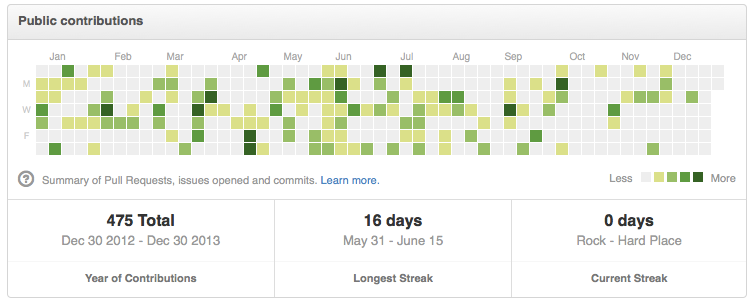 Public contributions
Jan Feb Mar Apr May Jun Jul Aug Sep Oct Nov Dec
M
W
F
? Summary of Pull Requests, issues opened and commits. Learn more. Less More
475 Total 16 days 0 days
Dec 30 2012 - Dec 30 2013 May 31 - June 15 Rock - Hard Place
Year of Contributions Longest Streak Current Streak